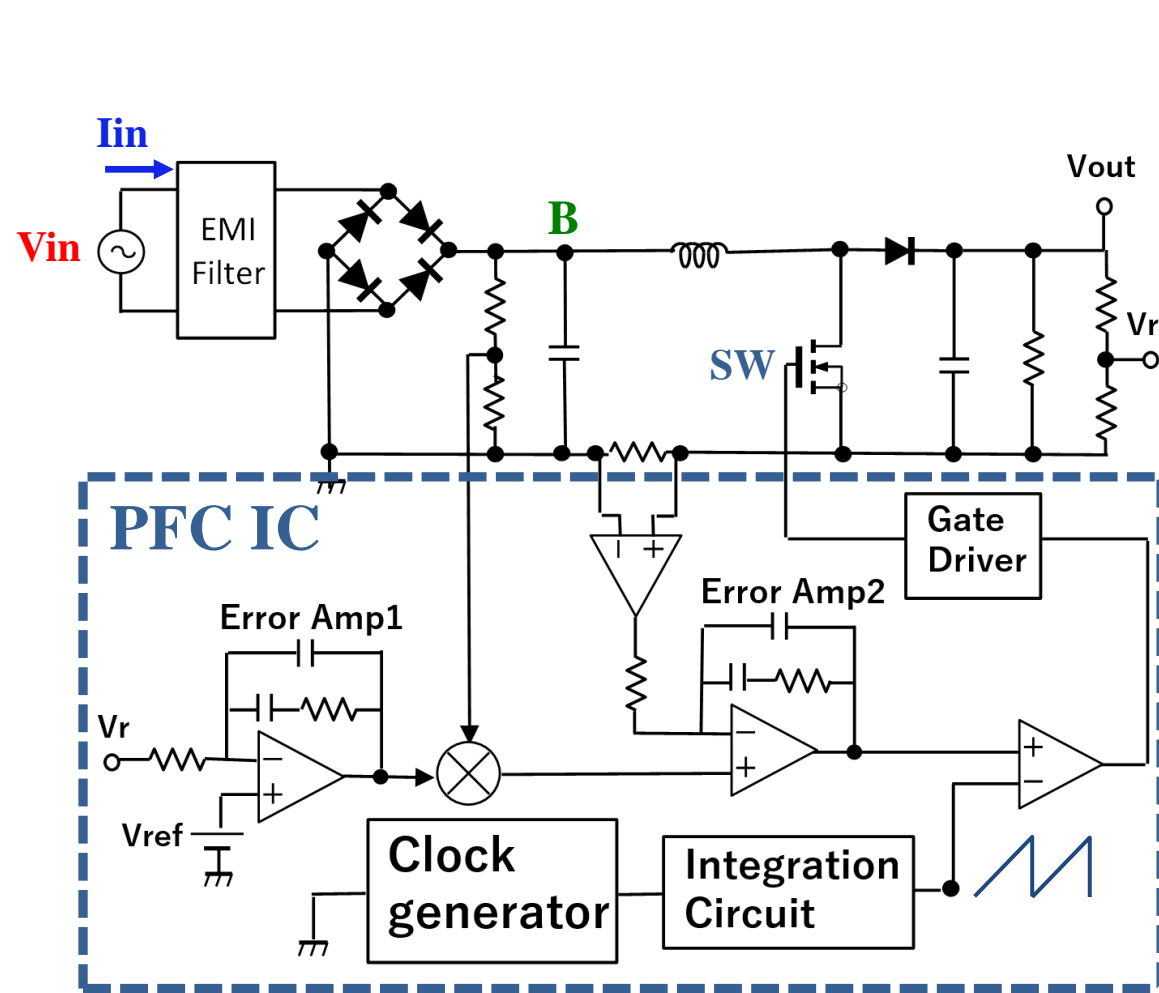 Iin
Vout
EMI
Filter
Vin
B
Vr
SW
PFC IC
Gate
Driver
Error Amp2
Error Amp1
Vr
Vref
Clock
generator
Integration
Circuit